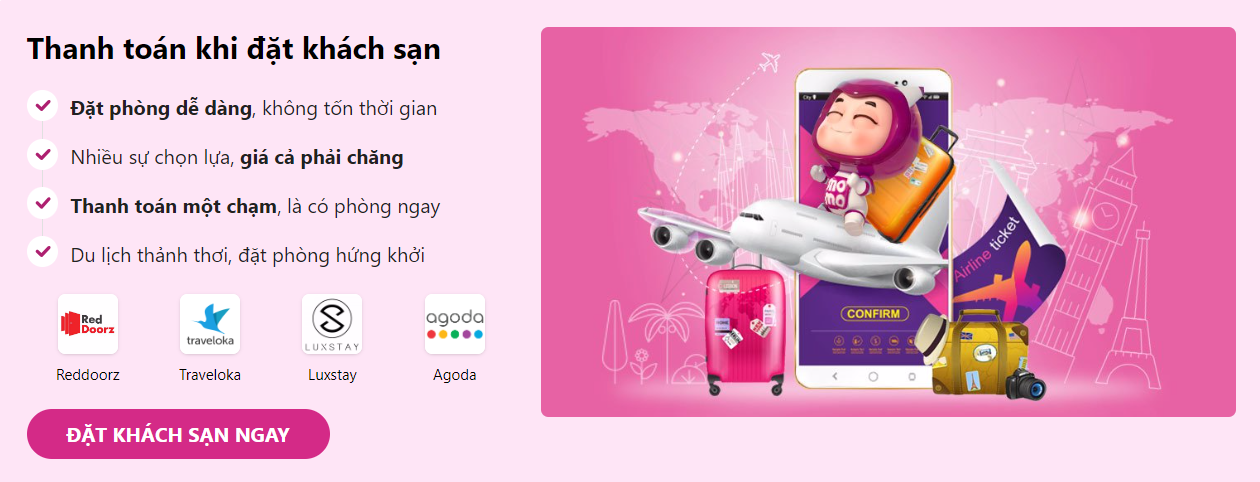 Thanh toán khi đặt khách sạn
Đặt phòng dễ dàng, không tốn thời gian
Nhiều sự chọn lựa, giá cả phải chăng
Thanh toán một chạm, là có phòng ngay
Du lịch thảnh thơi, đặt phòng hứng khởi
Red
Doorz
traveloka
LUXSTAY
agoda
Reddoorz
Traveloka
Luxstay
Agoda
ĐẶT KHÁCH SẠN NGAY
City
mo
mo
Airline ticket
CONFIRM